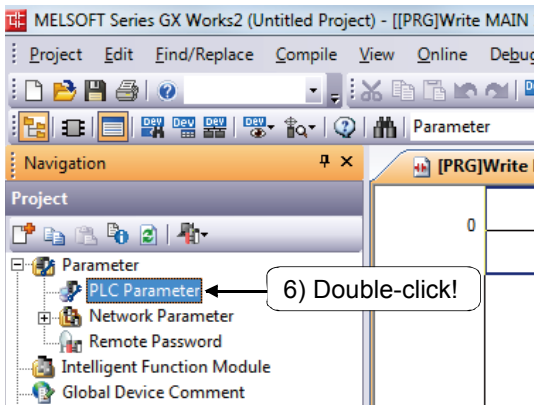 MELSOFT Series GX Works2 (Untitled Project) - [[PRG]Write MAIN
Project Edit Find/Replace Compile View Online Debug
Parameter
Navigation
[PRG]Write
Project
0
Parameter
PLC Parameter
6) Double-click!
Network Parameter
Remote Password
Intelligent Function Module
Global Device Comment